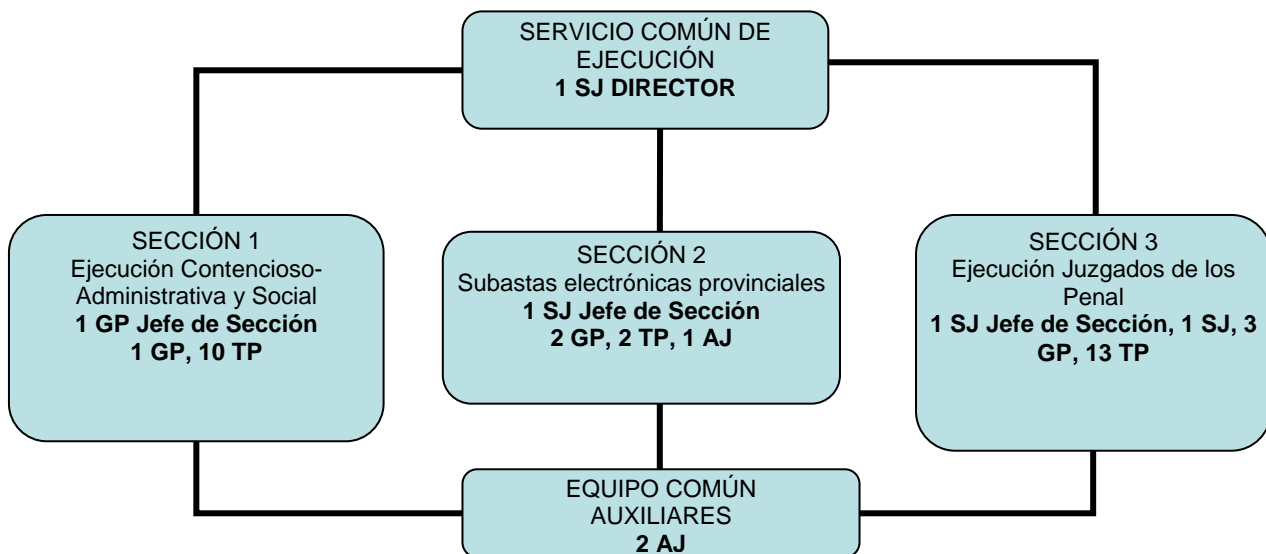 SERVICIO COMÚN DE
EJECUCIÓN
1 SJ DIRECTOR
SECCIÓN 1
Ejecución Contencioso-
Administrativa y Social
1 GP Jefe de Sección
1 GP, 10 TP
SECCIÓN 2
Subastas electrónicas provinciales
1 SJ Jefe de Sección
2 GP, 2 TP, 1 AJ
SECCIÓN 3
Ejecución Juzgados de los
Penal
1 SJ Jefe de Sección, 1 SJ, 3
GP, 13 TP
EQUIPO COMÚN
AUXILIARES
2 AJ